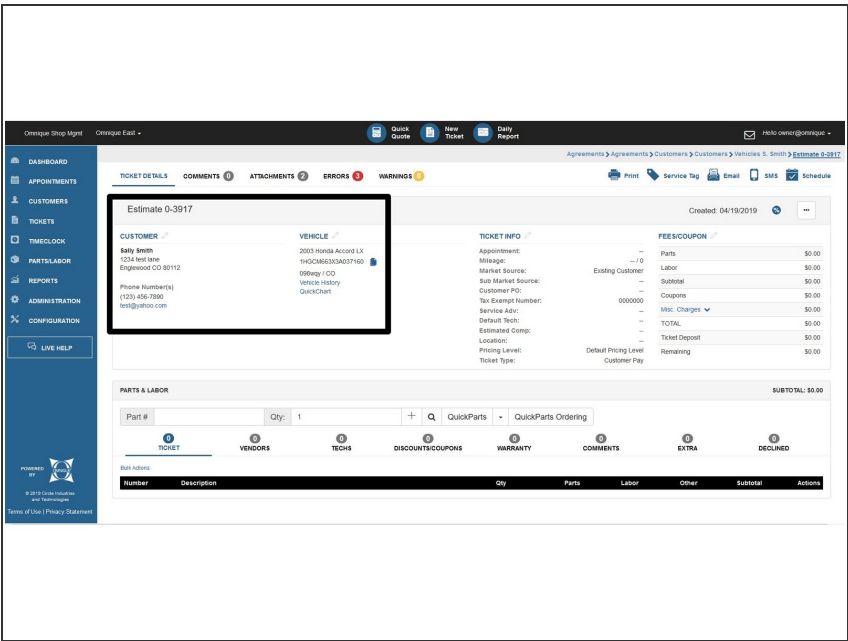 Omnique Shop Mgmt Omnique East
Quick Quote New Ticket Daily Report
Hello owner@omnique
Agreements > Agreements > Customers > Customers > Vehicles S. Smith > Estimate 0-3917
DASHBOARD
APPOINTMENTS
CUSTOMERS
TICKETS
TIMECLOCK
PARTS/LABOR
REPORTS
ADMINISTRATION
CONFIGURATION
LIVE HELP
POWERED BY OMNIQUE
© 2019 Circle Industries and Technologies
Terms of Use | Privacy Statement
TICKET DETAILS COMMENTS 0 ATTACHMENTS 2 ERRORS 3 WARNINGS 0
Print Service Tag Email SMS Schedule
Estimate 0-3917
Created: 04/19/2019
CUSTOMER
Sally Smith
1234 test lane
Englewood CO 80112
Phone Number(s)
(123) 456-7890
test@yahoo.com
VEHICLE
2003 Honda Accord LX
1HGCM663X3A037160
098wqy / CO
Vehicle History
QuickChart
TICKET INFO
Appointment: --
Mileage: -- / 0
Market Source: Existing Customer
Sub Market Source: --
Customer PO: --
Tax Exempt Number: 0000000
Service Adv: --
Default Tech: --
Estimated Comp: --
Location: --
Pricing Level: Default Pricing Level
Ticket Type: Customer Pay
FEES/COUPON
Parts $0.00
Labor $0.00
Subtotal $0.00
Coupons $0.00
Misc. Charges $0.00
TOTAL $0.00
Ticket Deposit $0.00
Remaining $0.00
PARTS & LABOR SUBTOTAL: $0.00
Part # Qty: 1 + QuickParts QuickParts Ordering
0 0 0 0 0 0 0 0
TICKET VENDORS TECHS DISCOUNTS/COUPONS WARRANTY COMMENTS EXTRA DECLINED
Bulk Actions
Number Description Qty Parts Labor Other Subtotal Actions